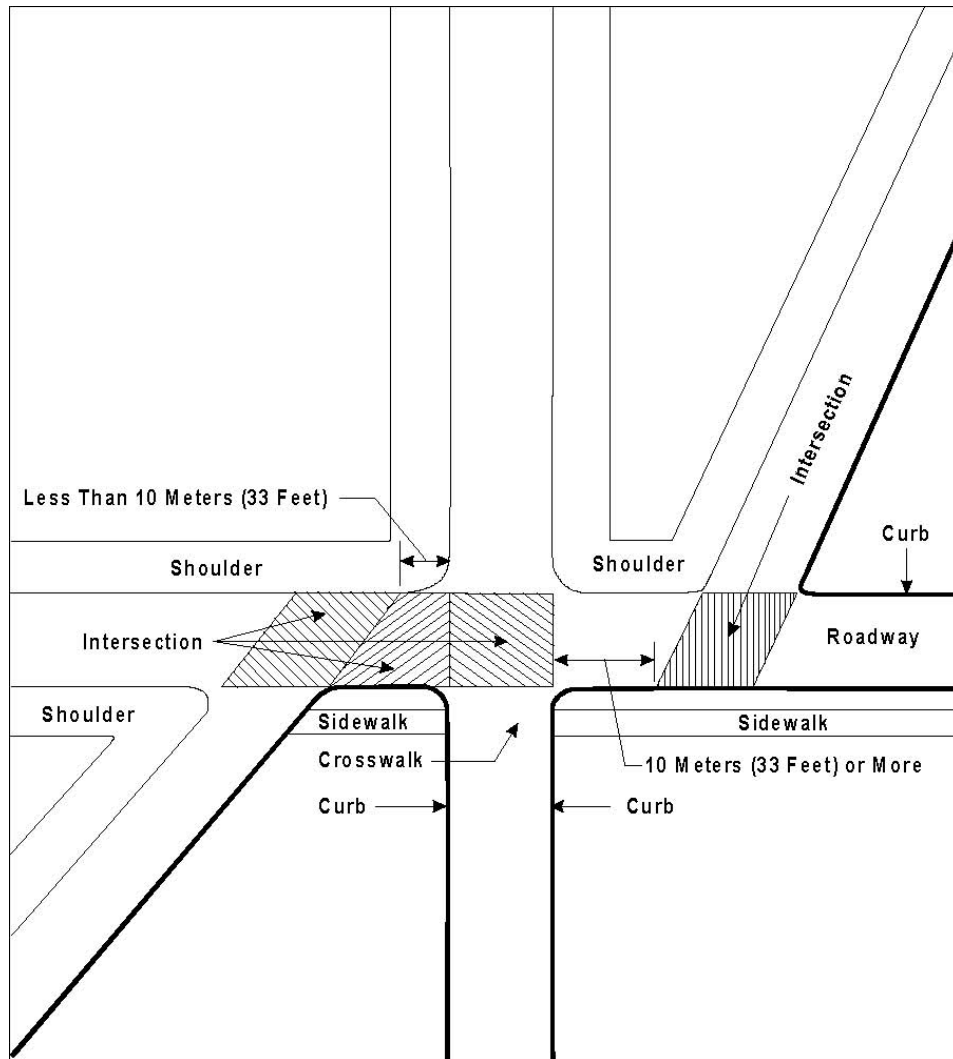 Intersection
Less Than 10 Meters (33 Feet)
Curb
Shoulder
Shoulder
Intersection
Roadway
Shoulder
Sidewalk
Sidewalk
Crosswalk
10 Meters (33 Feet) or More
Curb
Curb